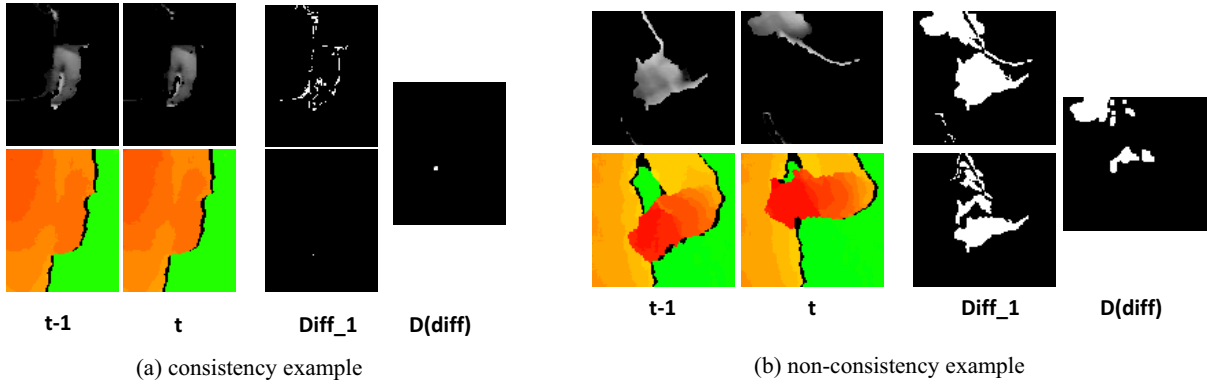 t-1 t Diff_1 D(diff)
(a) consistency example
t-1 t Diff_1 D(diff)
(b) non-consistency example